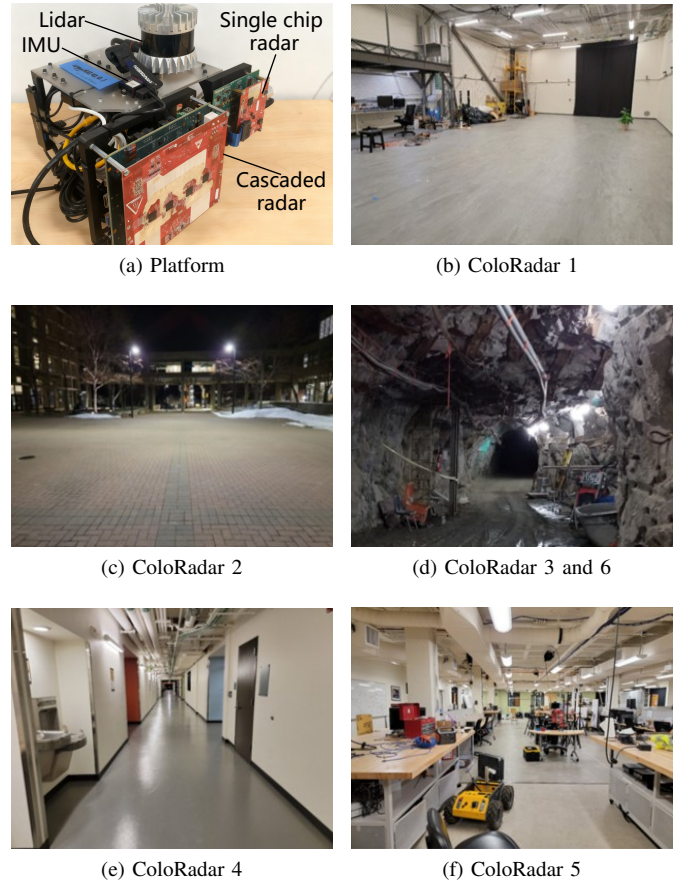 Lidar
IMU
Single chip
radar
Cascaded
radar
(a) Platform
(b) ColoRadar 1
(c) ColoRadar 2
(d) ColoRadar 3 and 6
(e) ColoRadar 4
(f) ColoRadar 5